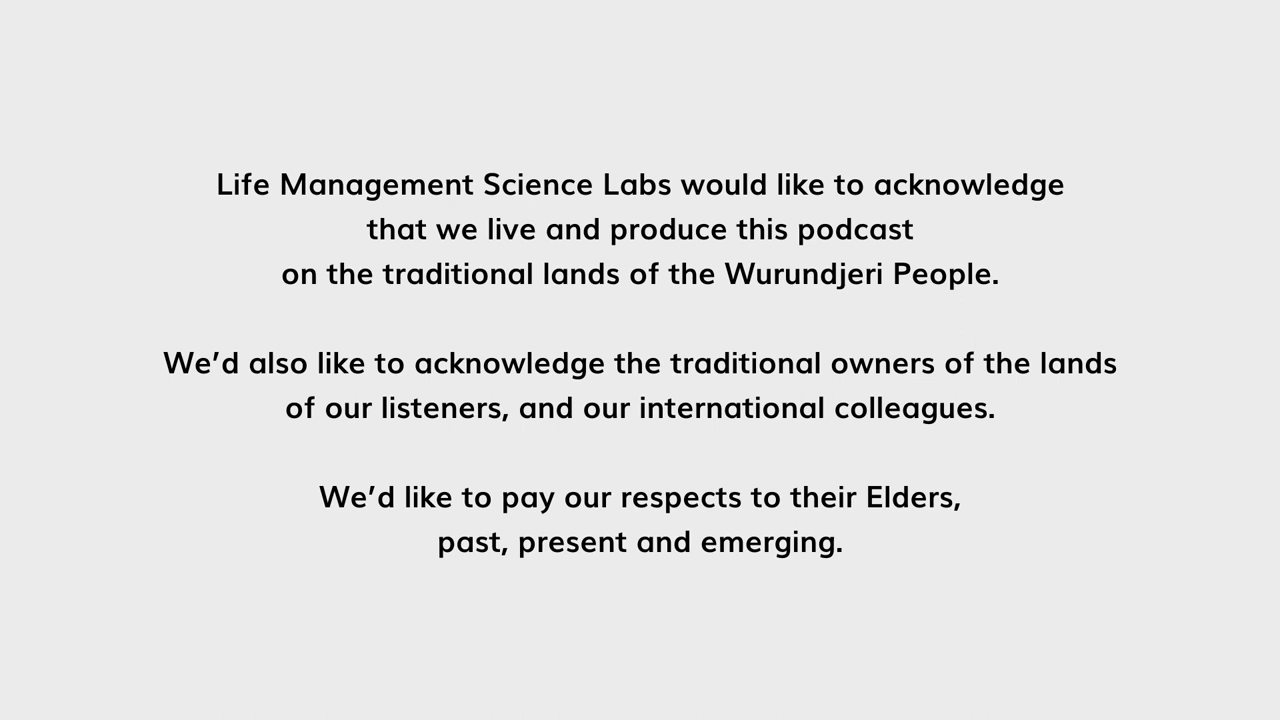 Life Management Science Labs would like to acknowledge
that we live and produce this podcast
on the traditional lands of the Wurundjeri People.
We’d also like to acknowledge the traditional owners of the lands
of our listeners, and our international colleagues.
We’d like to pay our respects to their Elders,
past, present and emerging.